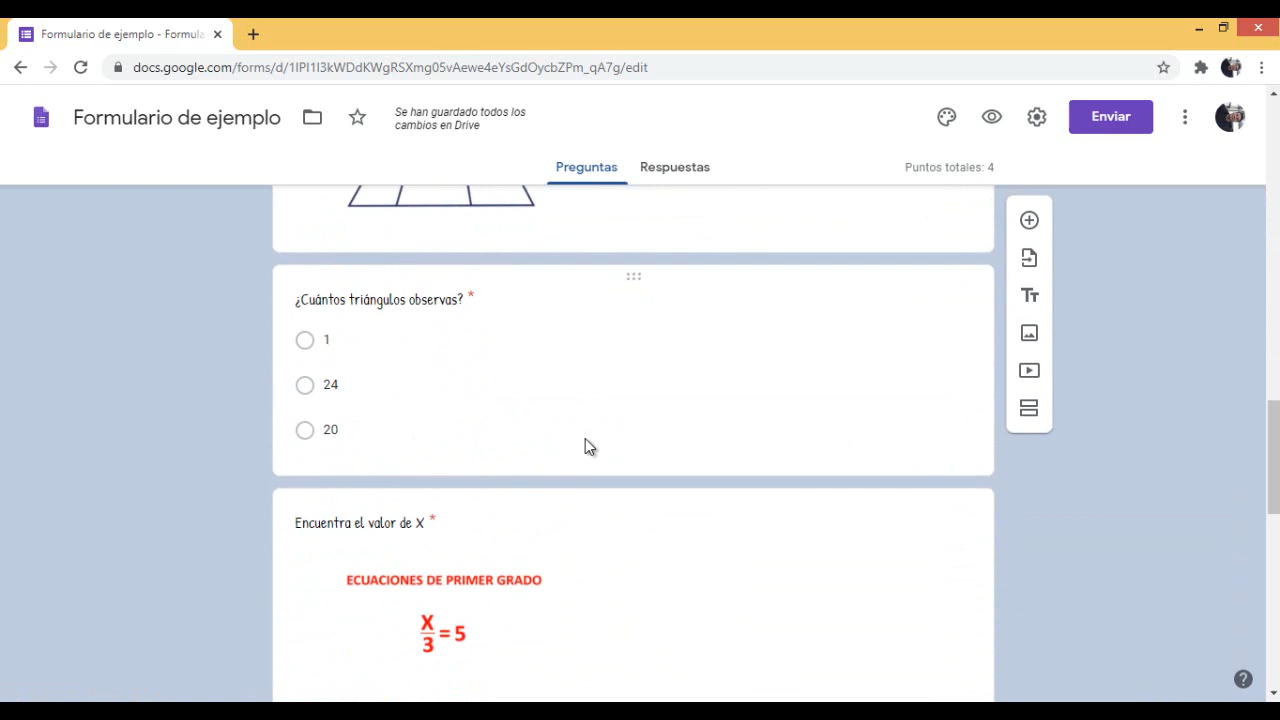 Formulario de ejemplo - Formula
docs.google.com/forms/d/1IPI1I3kWDdKWgRSXmg05vAewe4eYsGdOycbZPm_qA7g/edit
Formulario de ejemplo
Se han guardado todos los
cambios en Drive
Enviar
Preguntas
Respuestas
Puntos totales: 4
¿Cuántos triángulos observas? *
1
24
20
Encuentra el valor de X *
ECUACIONES DE PRIMER GRADO
X
3
= 5